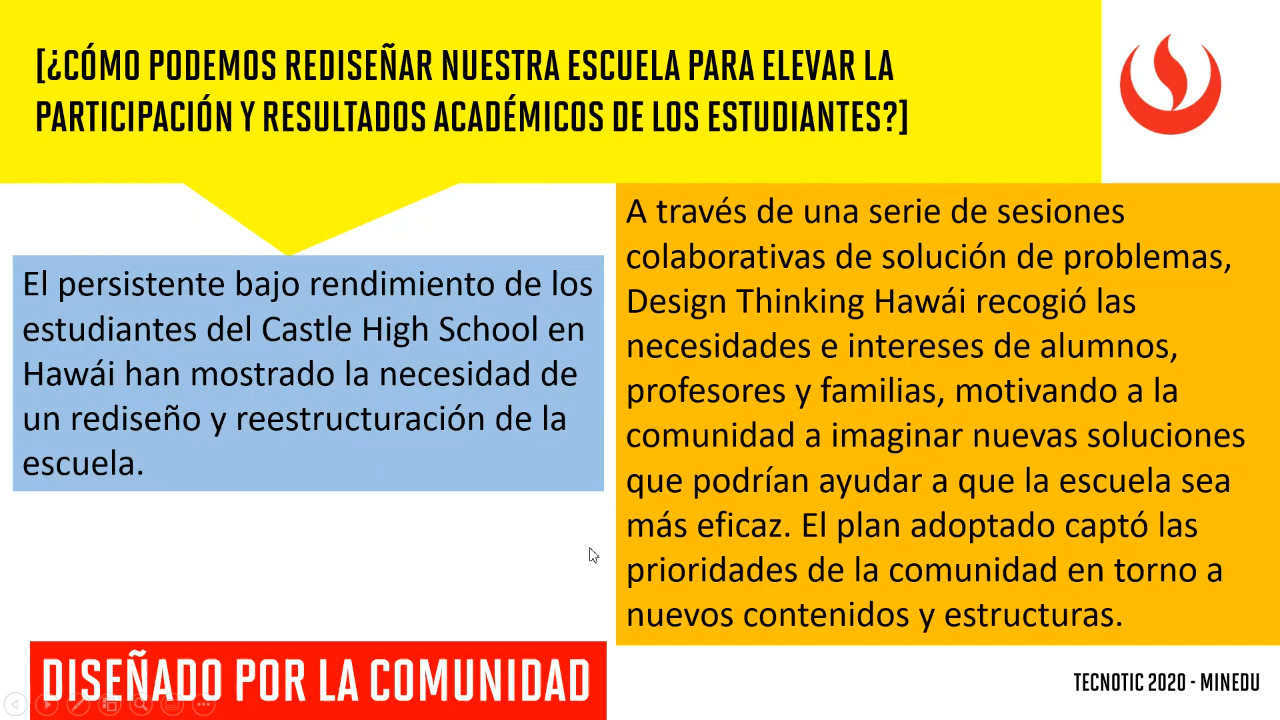 [¿CÓMO PODEMOS REDISEÑAR NUESTRA ESCUELA PARA ELEVAR LA
PARTICIPACIÓN Y RESULTADOS ACADÉMICOS DE LOS ESTUDIANTES?]
El persistente bajo rendimiento de los
estudiantes del Castle High School en
Hawái han mostrado la necesidad de
un rediseño y reestructuración de la
escuela.
A través de una serie de sesiones
colaborativas de solución de problemas,
Design Thinking Hawái recogió las
necesidades e intereses de alumnos,
profesores y familias, motivando a la
comunidad a imaginar nuevas soluciones
que podrían ayudar a que la escuela sea
más eficaz. El plan adoptado captó las
prioridades de la comunidad en torno a
nuevos contenidos y estructuras.
DISEÑADO POR LA COMUNIDAD
TECNOTIC 2020 - MINEDU